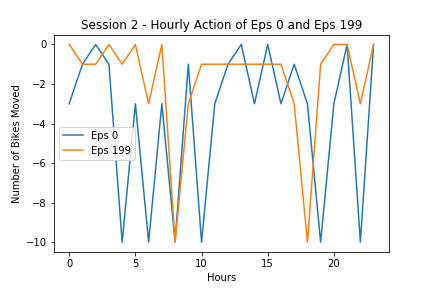 Session 2 - Hourly Action of Eps 0 and Eps 199
Number of Bikes Moved
0
−2
−4
−6
−8
−10
Eps 0
Eps 199
0
5
10
15
20
Hours